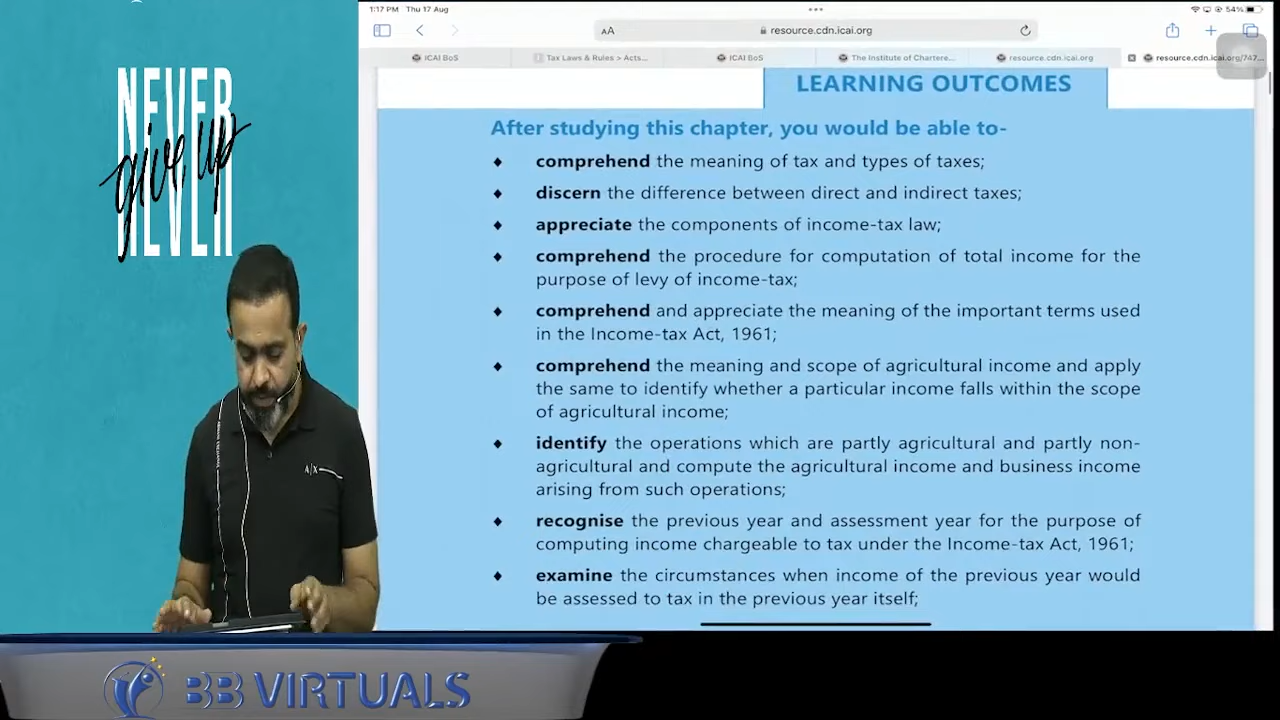 1:17 PM Thu 17 Aug
54%
AA
resource.cdn.icai.org
ICAI BoS
Tax Laws & Rules > Acts...
ICAI BoS
The Institute of Chartere...
resource.cdn.icai.org
resource.cdn.icai.org/747...
NEVER
give up
NEVER
LEARNING OUTCOMES
After studying this chapter, you would be able to-
♦ comprehend the meaning of tax and types of taxes;
♦ discern the difference between direct and indirect taxes;
♦ appreciate the components of income-tax law;
♦ comprehend the procedure for computation of total income for the
purpose of levy of income-tax;
♦ comprehend and appreciate the meaning of the important terms used
in the Income-tax Act, 1961;
♦ comprehend the meaning and scope of agricultural income and apply
the same to identify whether a particular income falls within the scope
of agricultural income;
♦ identify the operations which are partly agricultural and partly non-
agricultural and compute the agricultural income and business income
arising from such operations;
♦ recognise the previous year and assessment year for the purpose of
computing income chargeable to tax under the Income-tax Act, 1961;
♦ examine the circumstances when income of the previous year would
be assessed to tax in the previous year itself;
A|X
BB VIRTUALS